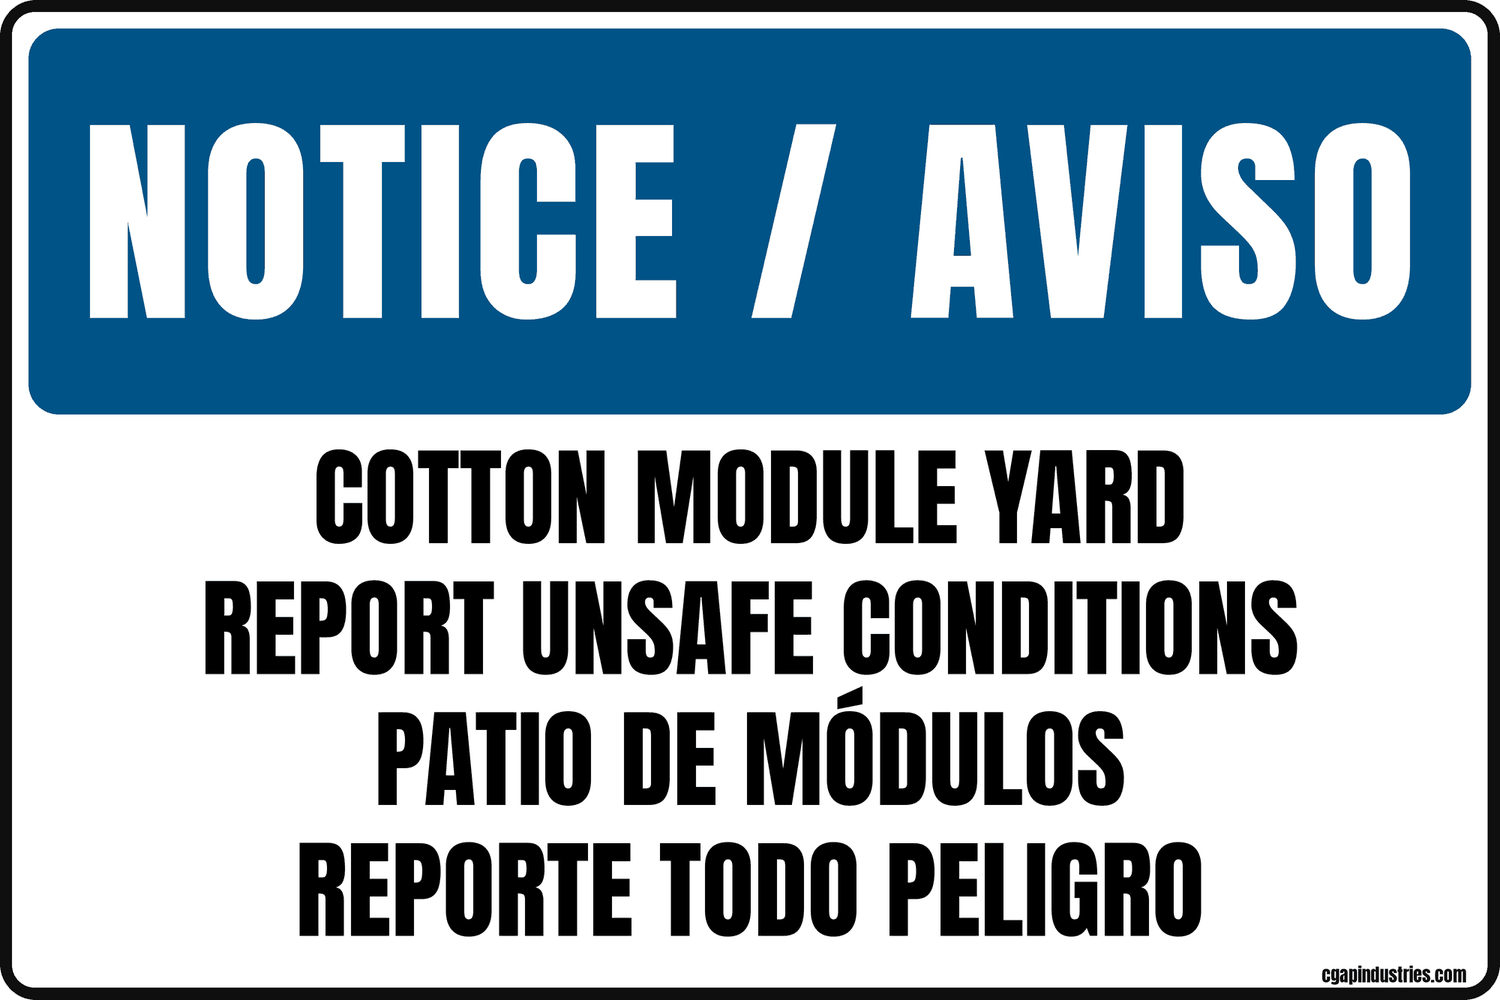 NOTICE / AVISO
COTTON MODULE YARD
REPORT UNSAFE CONDITIONS
PATIO DE MÓDULOS
REPORTE TODO PELIGRO
cgapindustries.com